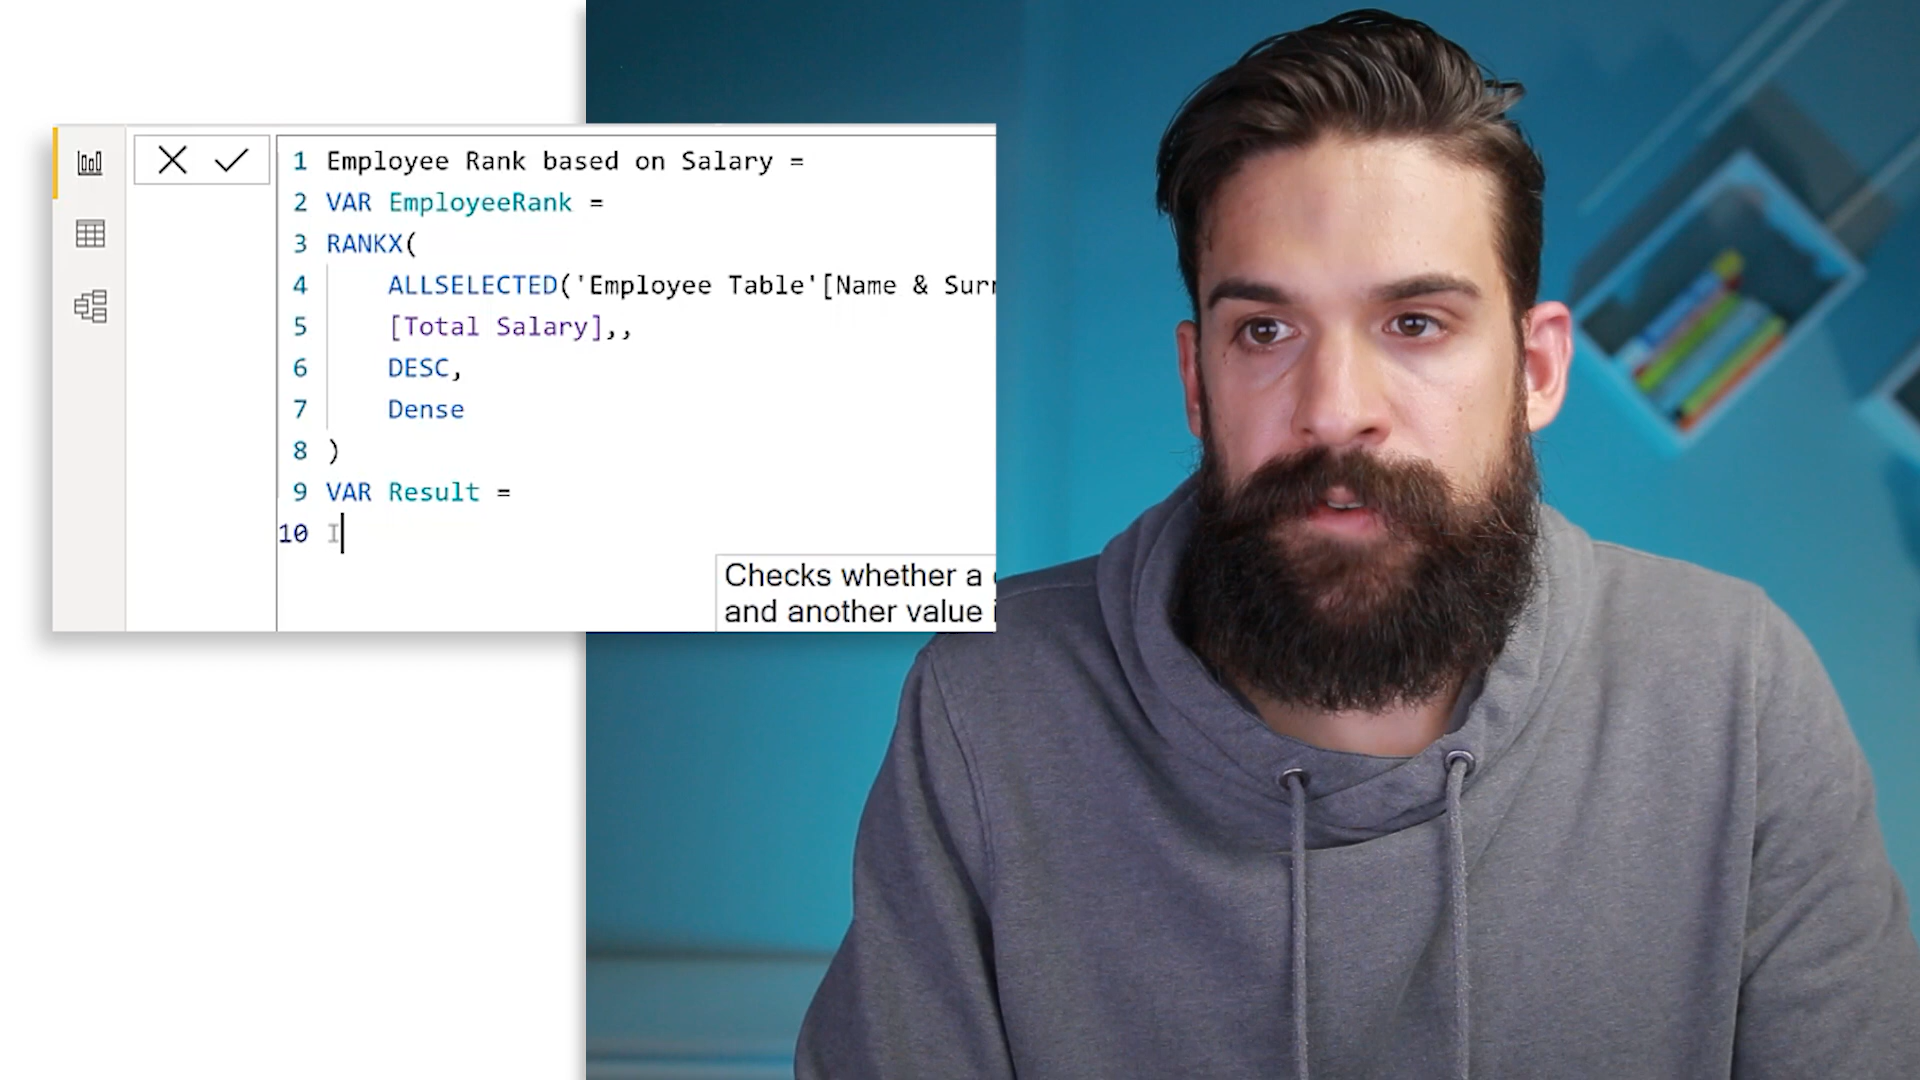 1 Employee Rank based on Salary =
2 VAR EmployeeRank =
3 RANKX(
4 ALLSELECTED('Employee Table'[Name &
5 [Total Salary],,
6 DESC,
7 Dense
8 )
9 VAR Result =
10 I
Checks whether a
and another value